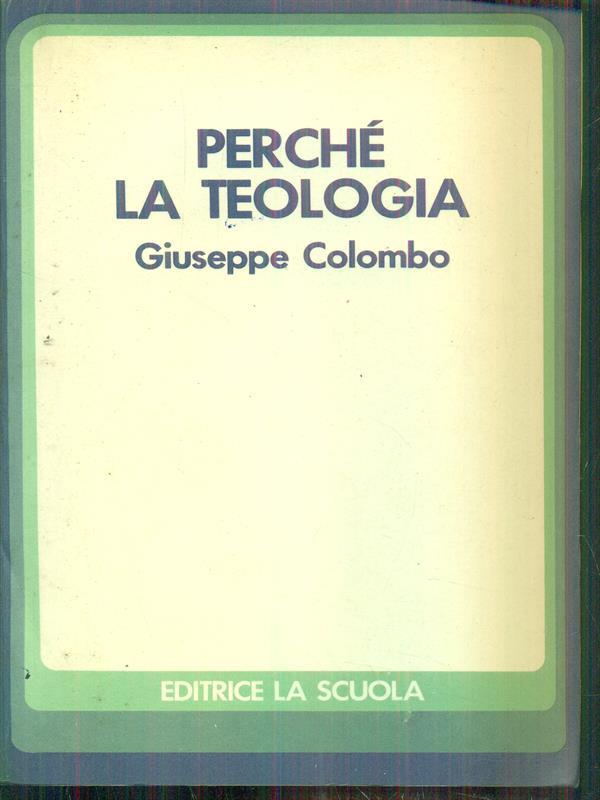 PERCHÉ
LA TEOLOGIA
Giuseppe Colombo
EDITRICE LA SCUOLA